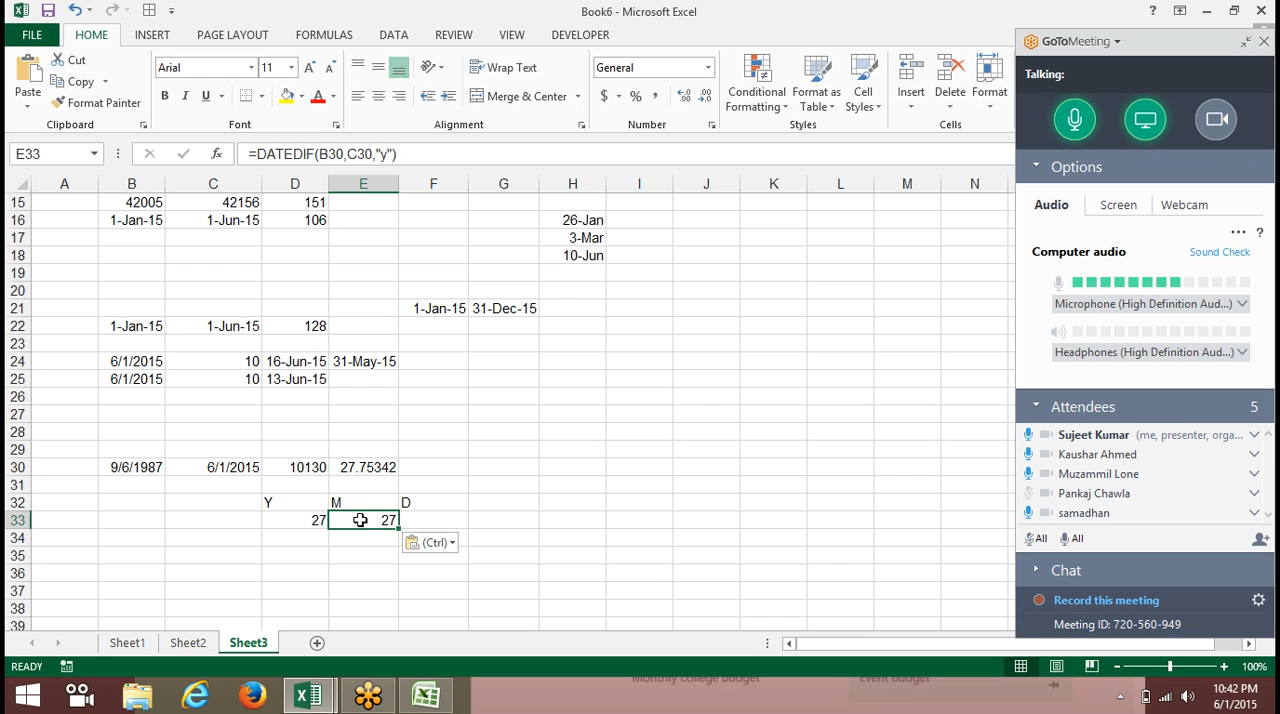 Book6 - Microsoft Excel
FILE HOME INSERT PAGE LAYOUT FORMULAS DATA REVIEW VIEW DEVELOPER
Paste
Cut
Copy
Format Painter
Clipboard
Arial 11
B I U
Font
Wrap Text
Merge & Center
Alignment
General
$ % ,
Number
Conditional Formatting
Format as Table
Cell Styles
Styles
Insert Delete Format
Cells
E33 fx =DATEDIF(B30,C30,"y")
A B C D E F G H I J K L M N
15 42005 42156 151
16 1-Jan-15 1-Jun-15 106 26-Jan
17 3-Mar
18 10-Jun
19
20
21 1-Jan-15 31-Dec-15
22 1-Jan-15 1-Jun-15 128
23
24 6/1/2015 10 16-Jun-15 31-May-15
25 6/1/2015 10 13-Jun-15
26
27
28
29
30 9/6/1987 6/1/2015 10130 27.75342
31
32 Y M D
33 27 27
34 (Ctrl)
35
36
37
38
39
Sheet1 Sheet2 Sheet3
READY 100%
GoToMeeting
Talking:
Options
Audio Screen Webcam
... ?
Computer audio Sound Check
Microphone (High Definition Aud...)
Headphones (High Definition Aud...)
Attendees 5
Sujeet Kumar (me, presenter, orga...
Kaushar Ahmed
Muzammil Lone
Pankaj Chawla
samadhan
All All
Chat
Record this meeting
Meeting ID: 720-560-949
Monthly college budget Event budget
10:42 PM
6/1/2015